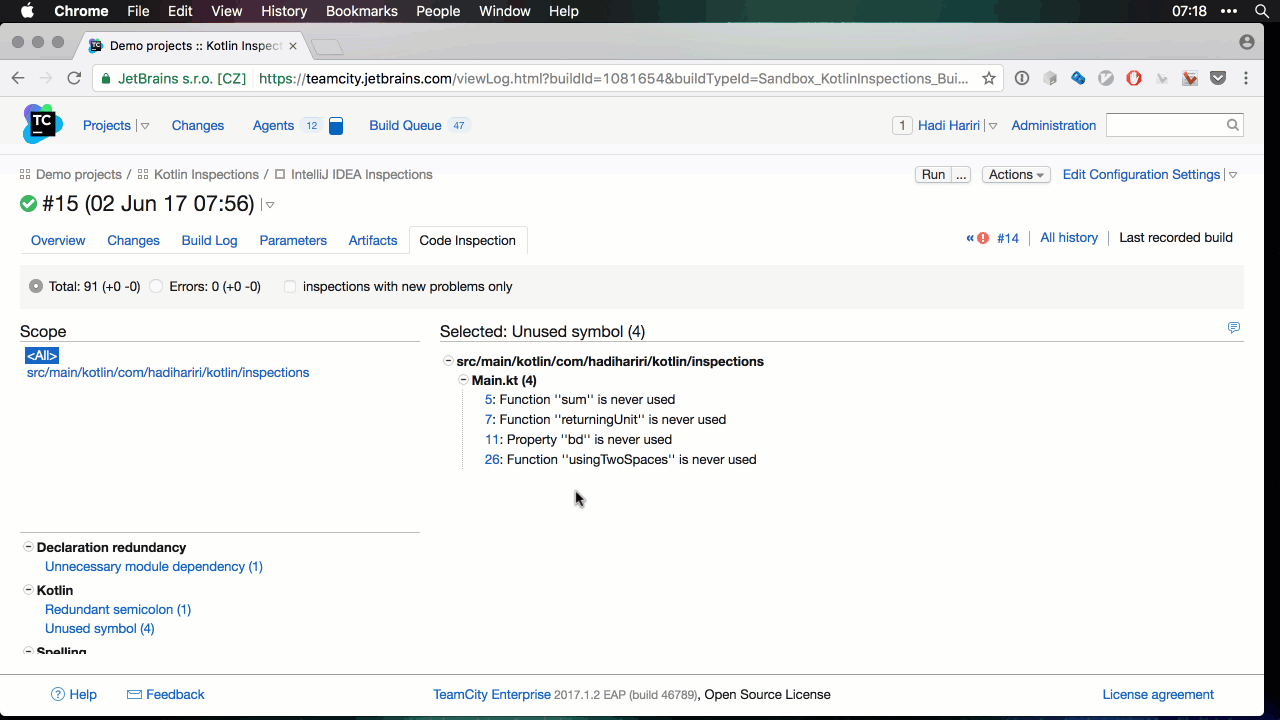 Chrome File Edit View History Bookmarks People Window Help 07:18
Demo projects :: Kotlin Inspect
JetBrains s.r.o. [CZ] https://teamcity.jetbrains.com/viewLog.html?buildId=1081654&buildTypeId=Sandbox_KotlinInspections_Bui...
TC Projects Changes Agents 12 Build Queue 47 1 Hadi Hariri Administration
Demo projects / Kotlin Inspections / IntelliJ IDEA Inspections Run ... Actions Edit Configuration Settings
#15 (02 Jun 17 07:56)
Overview Changes Build Log Parameters Artifacts Code Inspection « #14 All history Last recorded build
Total: 91 (+0 -0) Errors: 0 (+0 -0) inspections with new problems only
Scope
<All>
src/main/kotlin/com/hadihariri/kotlin/inspections
Selected: Unused symbol (4)
src/main/kotlin/com/hadihariri/kotlin/inspections
Main.kt (4)
5: Function ''sum'' is never used
7: Function ''returningUnit'' is never used
11: Property ''bd'' is never used
26: Function ''usingTwoSpaces'' is never used
Declaration redundancy
Unnecessary module dependency (1)
Kotlin
Redundant semicolon (1)
Unused symbol (4)
Spelling
Help Feedback TeamCity Enterprise 2017.1.2 EAP (build 46789), Open Source License License agreement